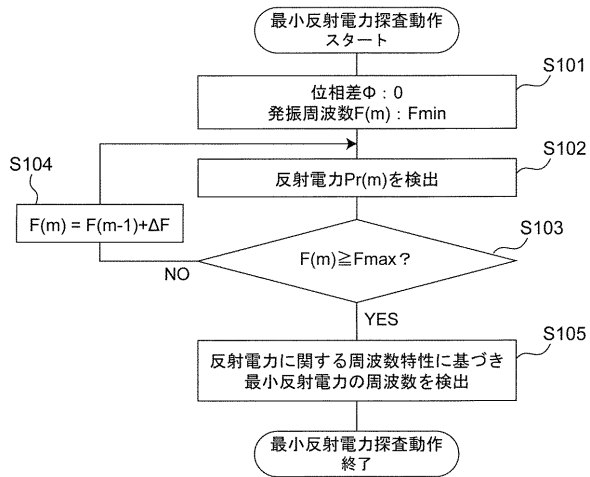 最小反射電力探査動作
スタート
S101
位相差Φ:0
発振周波数F(m):Fmin
S102
反射電力Pr(m)を検出
S104
F(m) = F(m-1)+ΔF
S103
F(m)≧Fmax?
NO
YES
S105
反射電力に関する周波数特性に基づき
最小反射電力の周波数を検出
最小反射電力探査動作
終了